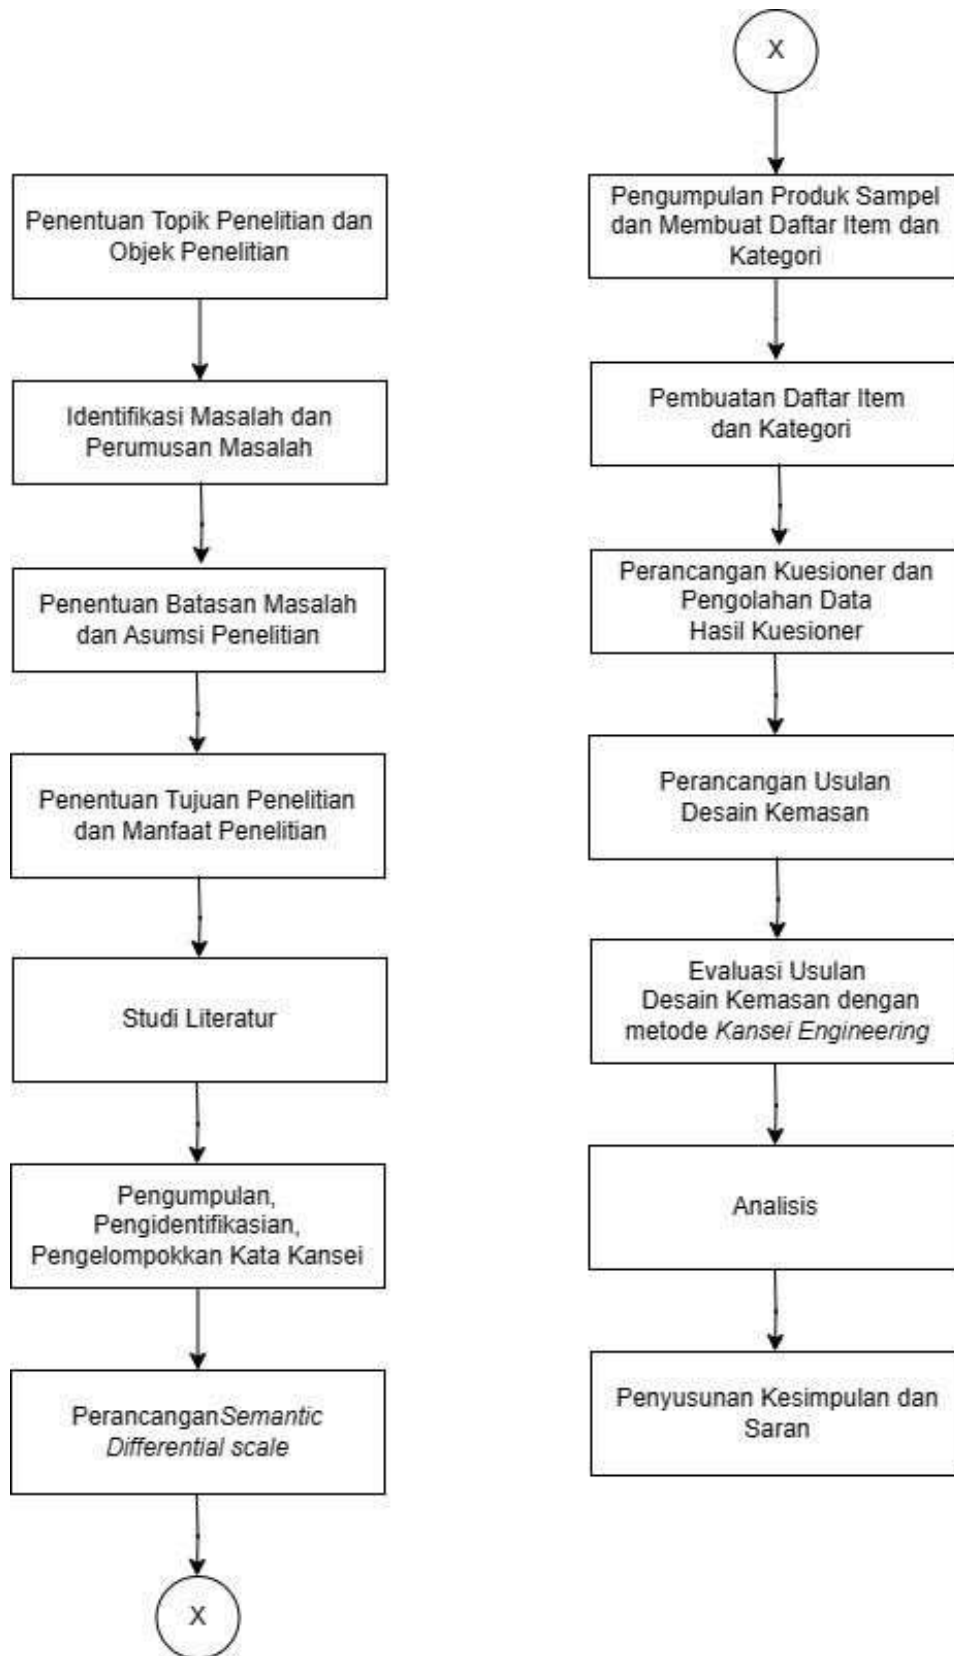 Penentuan Topik Penelitian dan
Objek Penelitian
Identifikasi Masalah dan
Perumusan Masalah
Penentuan Batasan Masalah
dan Asumsi Penelitian
Penentuan Tujuan Penelitian
dan Manfaat Penelitian
Studi Literatur
Pengumpulan,
Pengidentifikasian,
Pengelompokkan Kata Kansei
PerancanganSemantic
Differential scale
X
X
Pengumpulan Produk Sampel
dan Membuat Daftar Item dan
Kategori
Pembuatan Daftar Item
dan Kategori
Perancangan Kuesioner dan
Pengolahan Data
Hasil Kuesioner
Perancangan Usulan
Desain Kemasan
Evaluasi Usulan
Desain Kemasan dengan
metode Kansei Engineering
Analisis
Penyusunan Kesimpulan dan
Saran